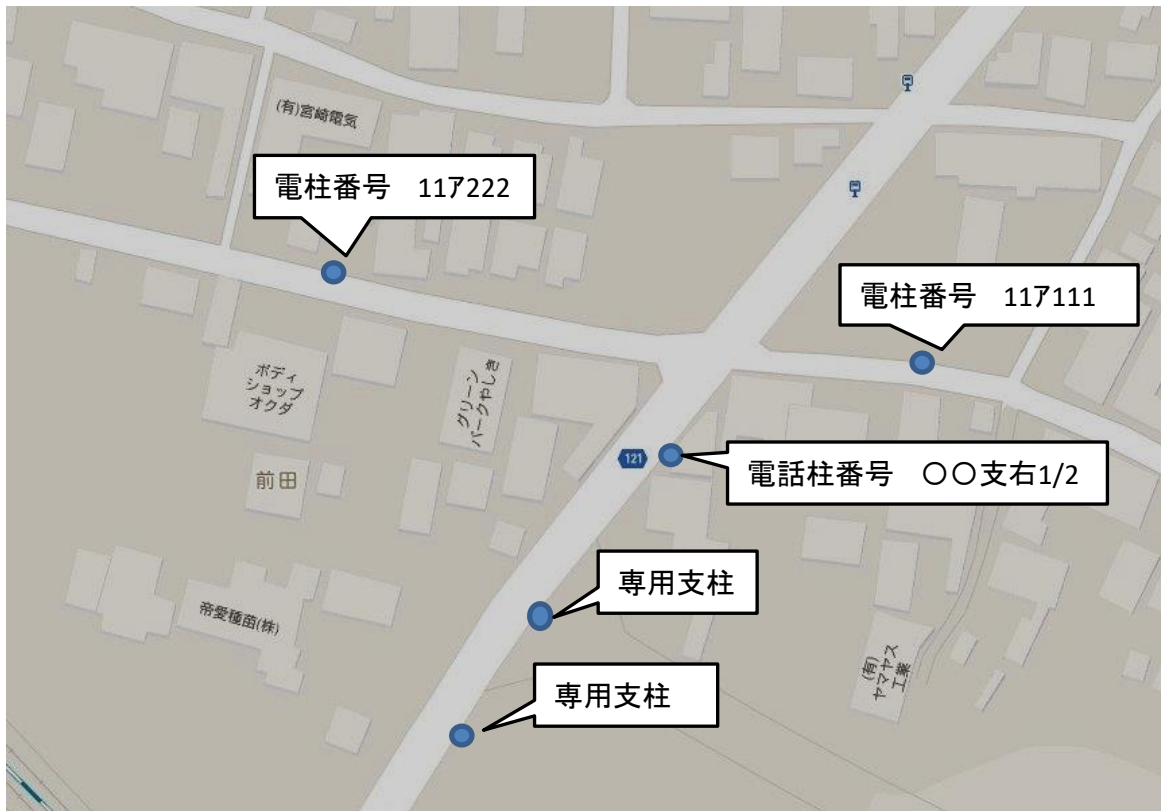 (有)宮崎電気
電柱番号　11ｱ222
電柱番号　11ｱ111
ボディ
ショップ
オクダ
グリーン
パークやしき
121
電話柱番号　〇〇支右1/2
前田
専用支柱
帝愛種苗(株)
(有)
ヤマヤス
工業
専用支柱